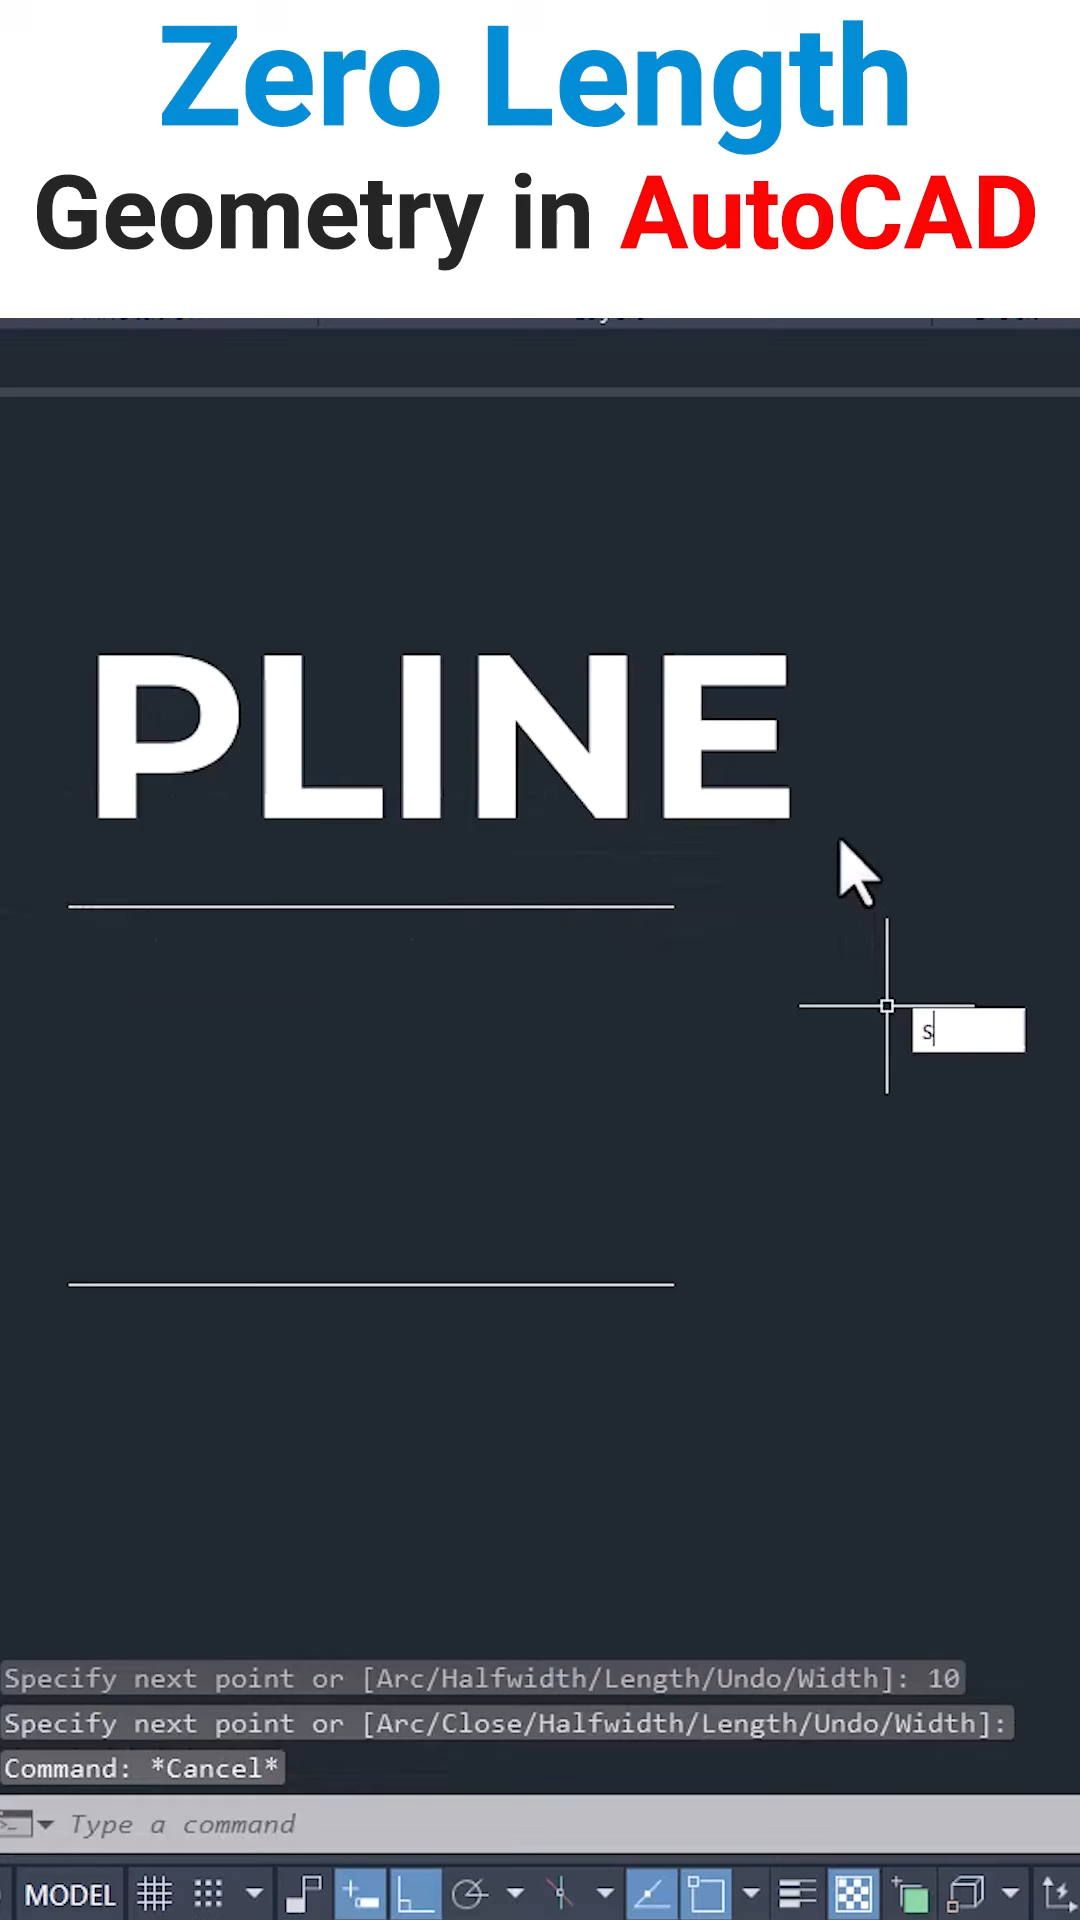 Zero Length
Geometry in AutoCAD
PLINE
s
Specify next point or [Arc/Halfwidth/Length/Undo/Width]: 10
Specify next point or [Arc/Close/Halfwidth/Length/Undo/Width]:
Command: *Cancel*
Type a command
MODEL